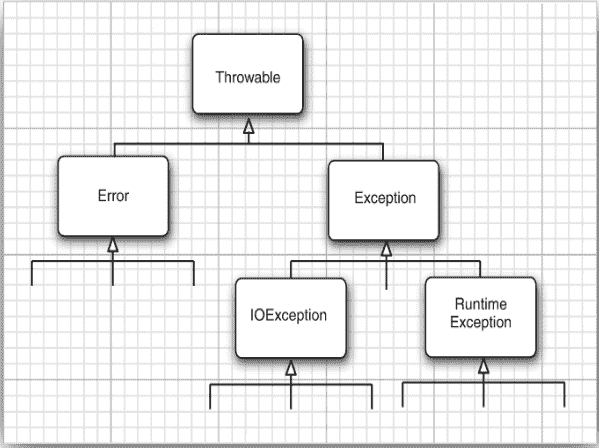 Throwable
Error
Exception
IOException
Runtime
Exception